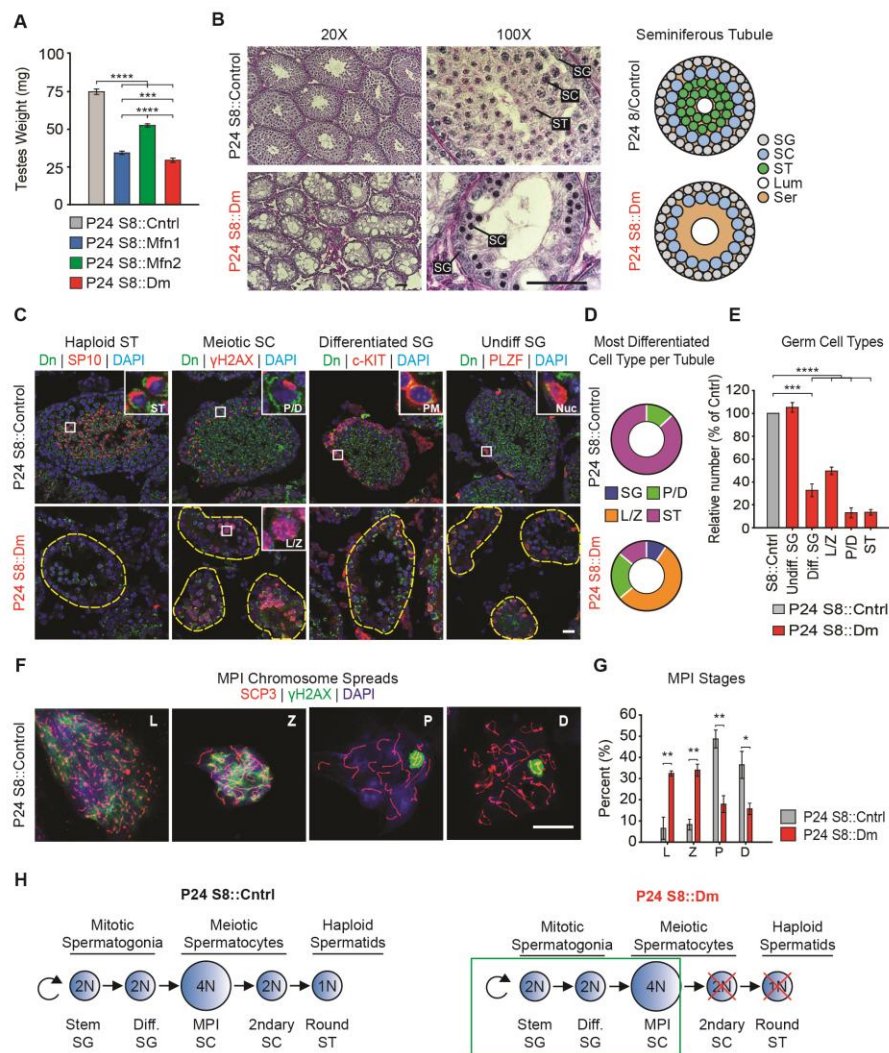 A
Testes Weight (mg)
100
75
50
25
0
****
***
****
P24 S8::Cntrl
P24 S8::Mfn1
P24 S8::Mfn2
P24 S8::Dm
B
20X
100X
Seminiferous Tubule
P24 S8::Control
SG
SC
ST
P24 8/Control
SG
SC
ST
Lum
Ser
P24 S8::Dm
SC
SG
P24 S8::Dm
C
Haploid ST
Meiotic SC
Differentiated SG
Undiff SG
Dn | SP10 | DAPI
Dn | γH2AX | DAPI
Dn | c-KIT | DAPI
Dn | PLZF | DAPI
P24 S8::Control
ST
P/D
PM
Nuc
P24 S8::Dm
L/Z
D
Most Differentiated
Cell Type per Tubule
P24 S8::Control
SG
P/D
L/Z
ST
P24 S8::Dm
E
Germ Cell Types
Relative number (% of Cntrl)
****
***
120
100
80
60
40
20
0
S8::Cntrl
Undiff. SG
Diff. SG
L/Z
P/D
ST
P24 S8::Cntrl
P24 S8::Dm
F
MPI Chromosome Spreads
SCP3 | γH2AX | DAPI
P24 S8::Control
L
Z
P
D
G
MPI Stages
Percent (%)
60
50
40
30
20
10
0
**
**
**
*
L
Z
P
D
P24 S8::Cntrl
P24 S8::Dm
H
P24 S8::Cntrl
Mitotic
Spermatogonia
Meiotic
Spermatocytes
Haploid
Spermatids
2N
2N
4N
2N
1N
Stem
SG
Diff.
SG
MPI
SC
2ndary
SC
Round
ST
P24 S8::Dm
Mitotic
Spermatogonia
Meiotic
Spermatocytes
Haploid
Spermatids
2N
2N
4N
2N
1N
Stem
SG
Diff.
SG
MPI
SC
2ndary
SC
Round
ST